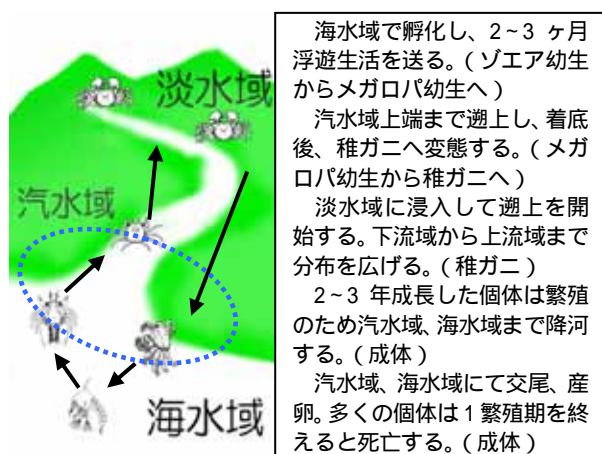 淡水域
汽水域
海水域
海水域で孵化し、2~3 ヶ月
浮遊生活を送る。(ゾエア幼生
からメガロパ幼生へ)
汽水域上端まで遡上し、着底
後、稚ガニへ変態する。(メガ
ロパ幼生から稚ガニへ)
淡水域に浸入して遡上を開
始する。下流域から上流域まで
分布を広げる。(稚ガニ)
2~3 年成長した個体は繁殖
のため汽水域、海水域まで降河
する。(成体)
汽水域、海水域にて交尾、産
卵。多くの個体は1繁殖期を終
えると死亡する。(成体)